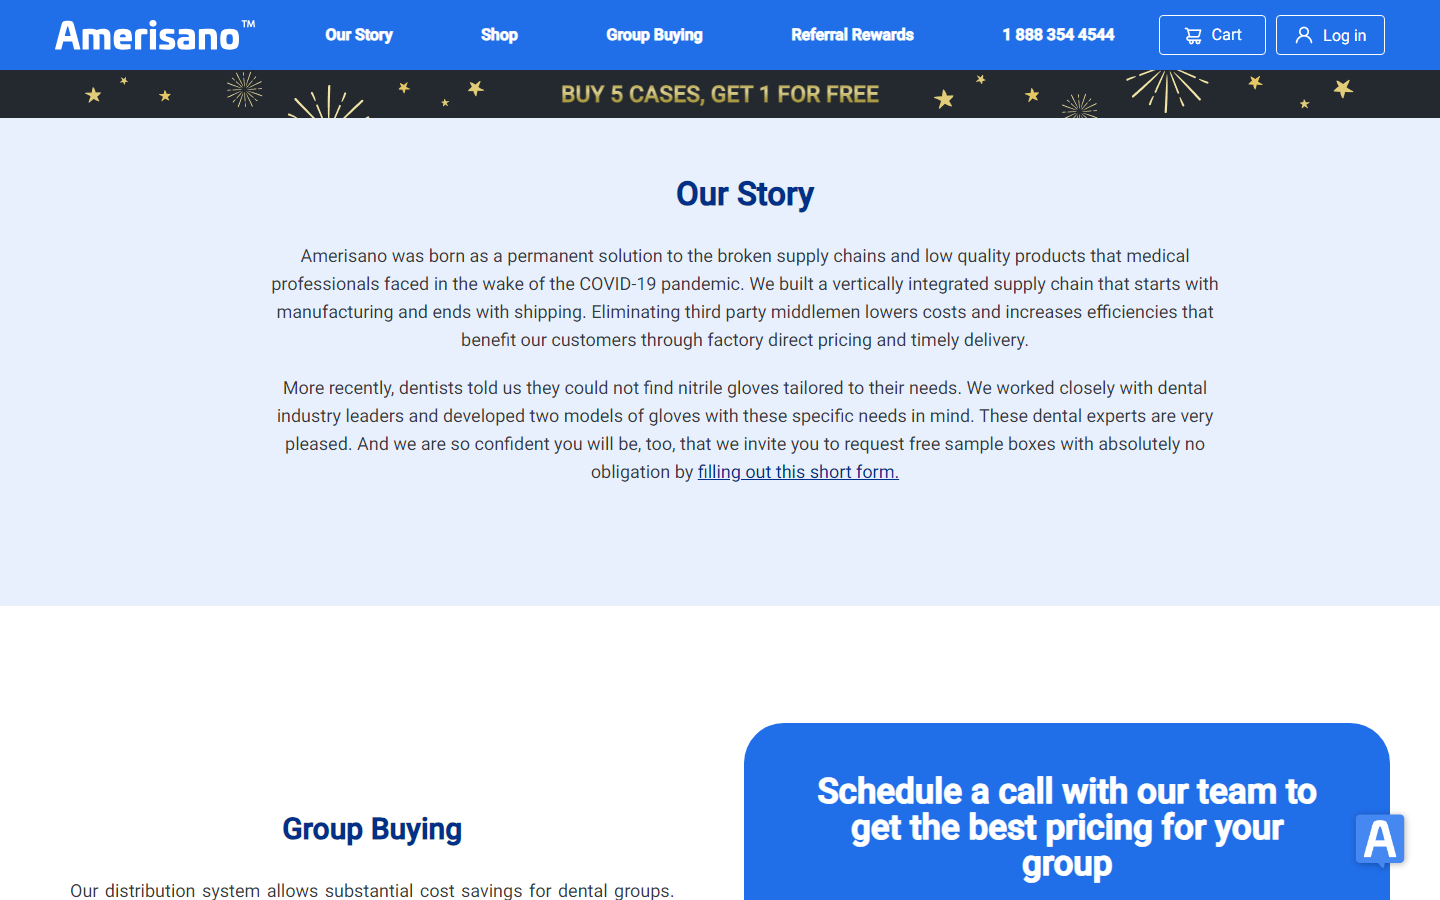 Amerisano™
Our Story
Shop
Group Buying
Referral Rewards
1 888 354 4544
Cart
Log in
BUY 5 CASES, GET 1 FOR FREE
Our Story
Amerisano was born as a permanent solution to the broken supply chains and low quality products that medical
professionals faced in the wake of the COVID-19 pandemic. We built a vertically integrated supply chain that starts with
manufacturing and ends with shipping. Eliminating third party middlemen lowers costs and increases efficiencies that
benefit our customers through factory direct pricing and timely delivery.
More recently, dentists told us they could not find nitrile gloves tailored to their needs. We worked closely with dental
industry leaders and developed two models of gloves with these specific needs in mind. These dental experts are very
pleased. And we are so confident you will be, too, that we invite you to request free sample boxes with absolutely no
obligation by filling out this short form.
Group Buying
Our distribution system allows substantial cost savings for dental groups.
Schedule a call with our team to
get the best pricing for your
group
A